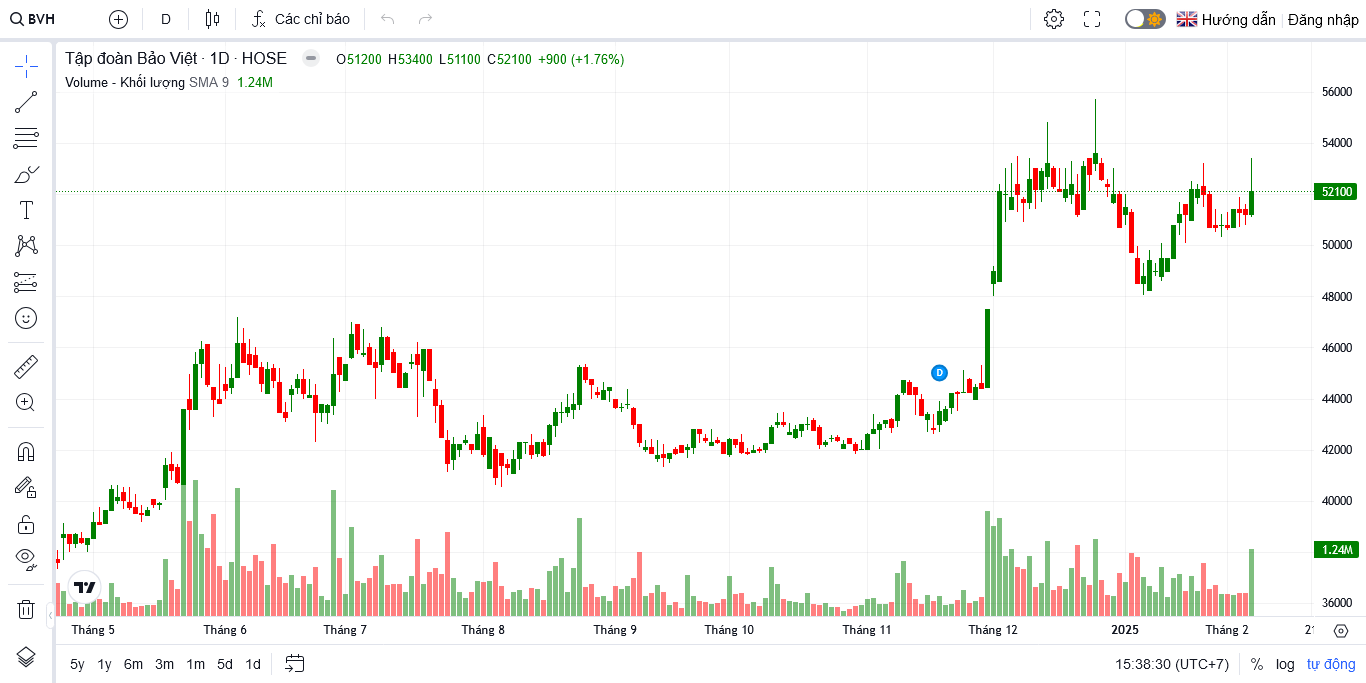 BVH D Các chỉ báo Hướng dẫn Đăng nhập
Tập đoàn Bảo Việt · 1D · HOSE O51200 H53400 L51100 C52100 +900 (+1.76%)
Volume - Khối lượng SMA 9 1.24M
56000
54000
52100
50000
48000
46000
44000
42000
40000
1.24M
36000
D
Tháng 5 Tháng 6 Tháng 7 Tháng 8 Tháng 9 Tháng 10 Tháng 11 Tháng 12 2025 Tháng 2
5y 1y 6m 3m 1m 5d 1d 15:38:30 (UTC+7) % log tự động